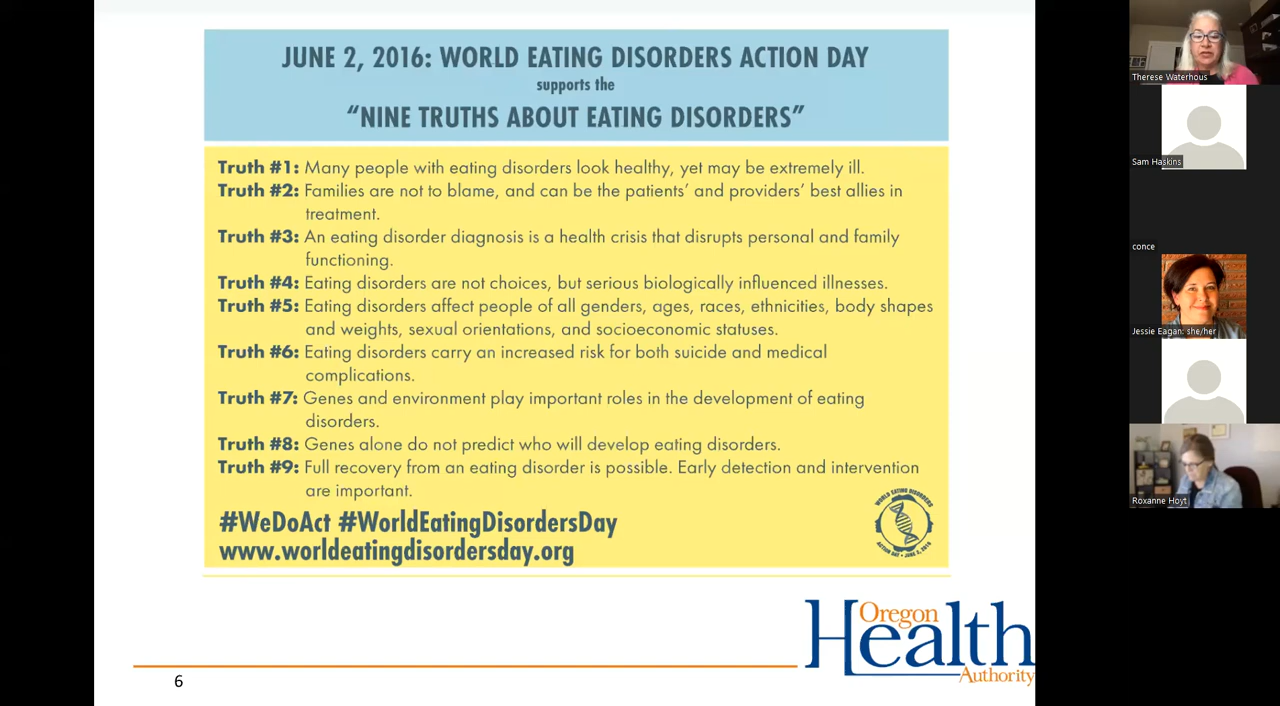 JUNE 2, 2016: WORLD EATING DISORDERS ACTION DAY
supports the
“NINE TRUTHS ABOUT EATING DISORDERS”
Truth #1: Many people with eating disorders look healthy, yet may be extremely ill.
Truth #2: Families are not to blame, and can be the patients’ and providers’ best allies in
treatment.
Truth #3: An eating disorder diagnosis is a health crisis that disrupts personal and family
functioning.
Truth #4: Eating disorders are not choices, but serious biologically influenced illnesses.
Truth #5: Eating disorders affect people of all genders, ages, races, ethnicities, body shapes
and weights, sexual orientations, and socioeconomic statuses.
Truth #6: Eating disorders carry an increased risk for both suicide and medical
complications.
Truth #7: Genes and environment play important roles in the development of eating
disorders.
Truth #8: Genes alone do not predict who will develop eating disorders.
Truth #9: Full recovery from an eating disorder is possible. Early detection and intervention
are important.
#WeDoAct #WorldEatingDisordersDay
www.worldeatingdisordersday.org
WORLD EATING DISORDERS
ACTION DAY • JUNE 2, 2016
Oregon
Health
Authority
6
Therese Waterhous
Sam Haskins
conce
Jessie Eagan: she/her
Roxanne Hoyt